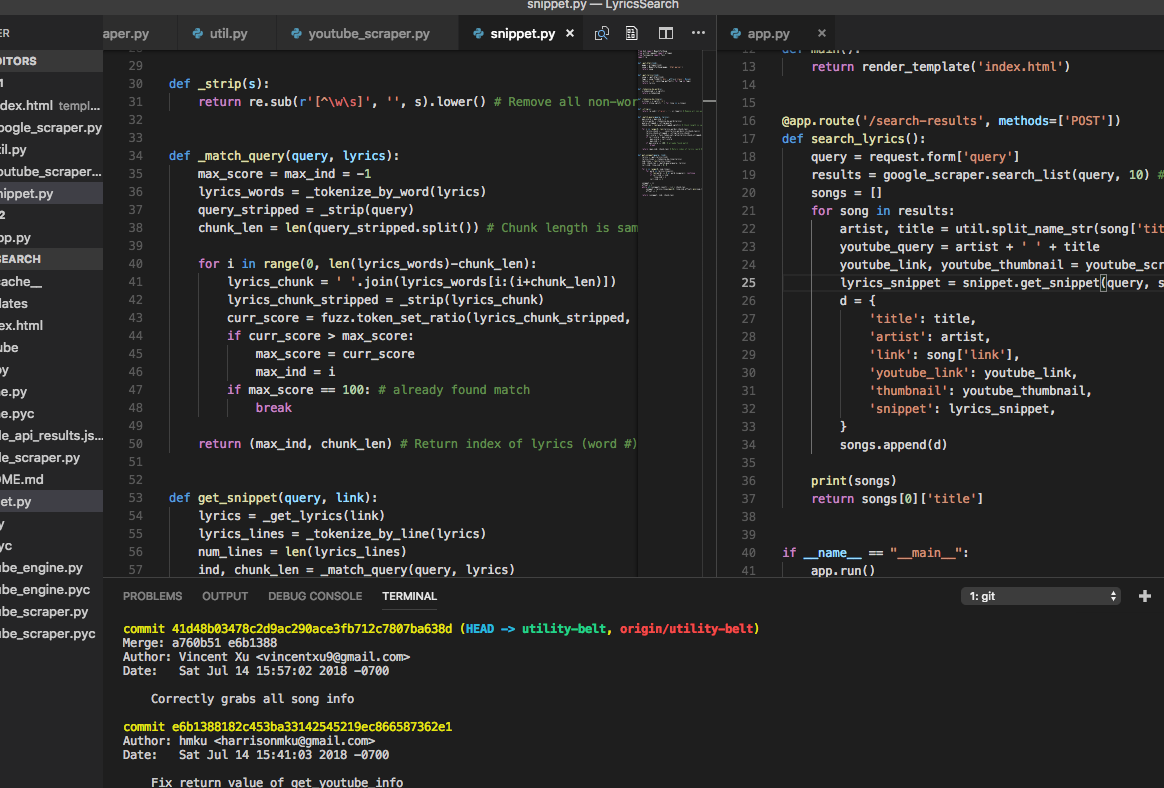 snippet.py — LyricsSearch
aper.py
util.py
youtube_scraper.py
snippet.py ×
app.py ×
ER
DITORS
1
dex.html templ...
oogle_scraper.py
til.py
outube_scraper...
nippet.py
2
pp.py
SEARCH
cache__
lates
ex.html
ube
py
e.py
e.pyc
le_api_results.js...
le_scraper.py
OME.md
et.py
y
yc
ube_engine.py
ube_engine.pyc
ube_scraper.py
ube_scraper.pyc
29
30 def _strip(s):
31 return re.sub(r'[^\w\s]', '', s).lower() # Remove all non-wor
32
33
34 def _match_query(query, lyrics):
35 max_score = max_ind = -1
36 lyrics_words = _tokenize_by_word(lyrics)
37 query_stripped = _strip(query)
38 chunk_len = len(query_stripped.split()) # Chunk length is sam
39
40 for i in range(0, len(lyrics_words)-chunk_len):
41 lyrics_chunk = ' '.join(lyrics_words[i:(i+chunk_len)])
42 lyrics_chunk_stripped = _strip(lyrics_chunk)
43 curr_score = fuzz.token_set_ratio(lyrics_chunk_stripped,
44 if curr_score > max_score:
45 max_score = curr_score
46 max_ind = i
47 if max_score == 100: # already found match
48 break
49
50 return (max_ind, chunk_len) # Return index of lyrics (word #)
51
52
53 def get_snippet(query, link):
54 lyrics = _get_lyrics(link)
55 lyrics_lines = _tokenize_by_line(lyrics)
56 num_lines = len(lyrics_lines)
57 ind, chunk_len = _match_query(query, lyrics)
12 def main():
13 return render_template('index.html')
14
15
16 @app.route('/search-results', methods=['POST'])
17 def search_lyrics():
18 query = request.form['query']
19 results = google_scraper.search_list(query, 10) #
20 songs = []
21 for song in results:
22 artist, title = util.split_name_str(song['tit
23 youtube_query = artist + ' ' + title
24 youtube_link, youtube_thumbnail = youtube_scr
25 lyrics_snippet = snippet.get_snippet(query, s
26 d = {
27 'title': title,
28 'artist': artist,
29 'link': song['link'],
30 'youtube_link': youtube_link,
31 'thumbnail': youtube_thumbnail,
32 'snippet': lyrics_snippet,
33 }
34 songs.append(d)
35
36 print(songs)
37 return songs[0]['title']
38
39
40 if __name__ == "__main__":
41 app.run()
PROBLEMS OUTPUT DEBUG CONSOLE TERMINAL
1: git
commit 41d48b03478c2d9ac290ace3fb712c7807ba638d (HEAD -> utility-belt, origin/utility-belt)
Merge: a760b51 e6b1388
Author: Vincent Xu <vincentxu9@gmail.com>
Date: Sat Jul 14 15:57:02 2018 -0700
Correctly grabs all song info
commit e6b1388182c453ba33142545219ec866587362e1
Author: hmku <harrisonmku@gmail.com>
Date: Sat Jul 14 15:41:03 2018 -0700
Fix return value of get_youtube_info